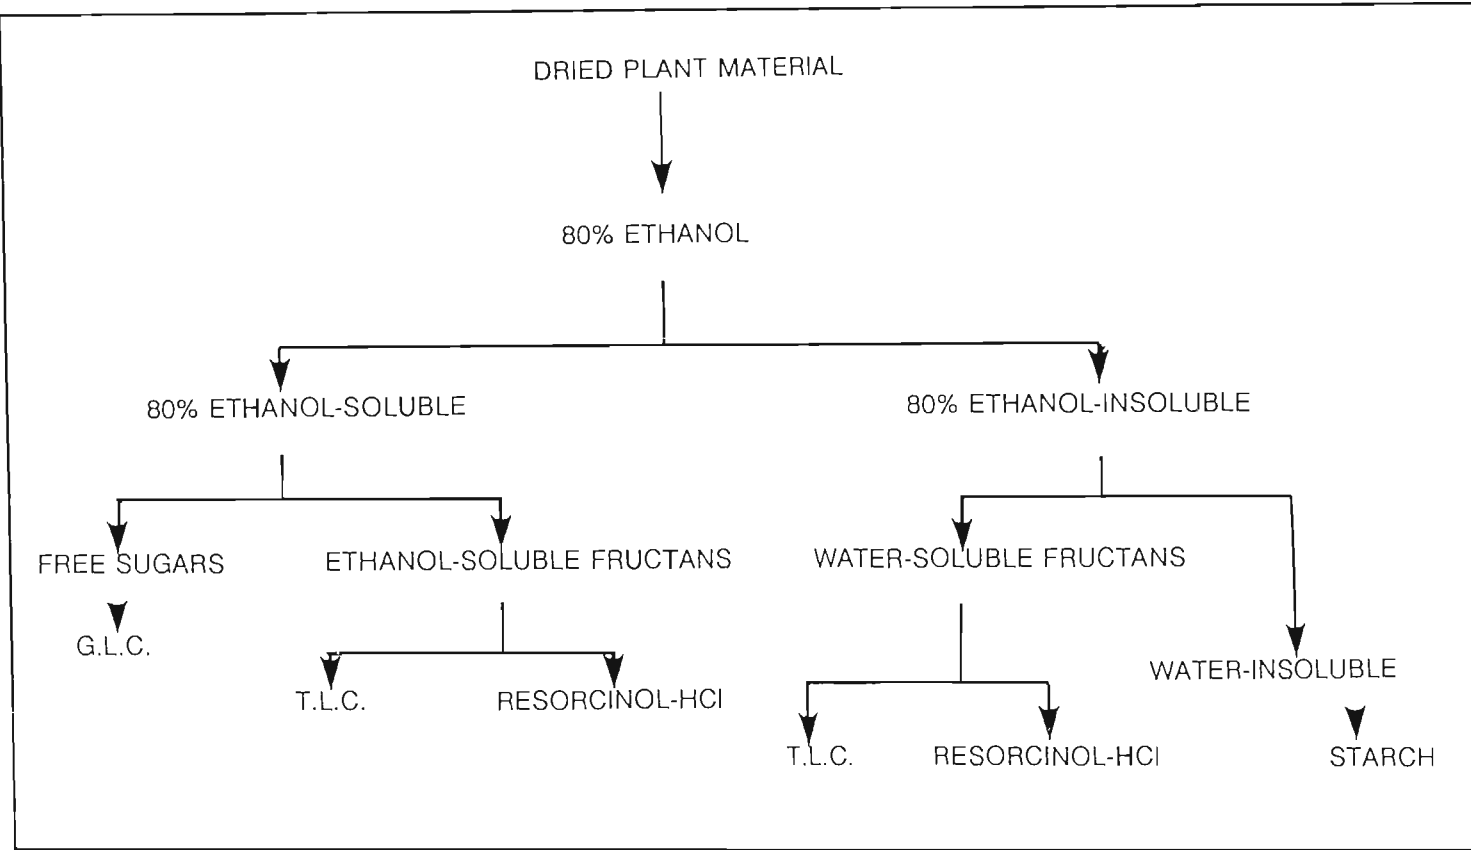 DRIED PLANT MATERIAL
80% ETHANOL
80% ETHANOL-SOLUBLE
80% ETHANOL-INSOLUBLE
FREE SUGARS
ETHANOL-SOLUBLE FRUCTANS
WATER-SOLUBLE FRUCTANS
G.L.C.
T.L.C.
RESORCINOL-HCl
WATER-INSOLUBLE
T.L.C.
RESORCINOL-HCl
STARCH